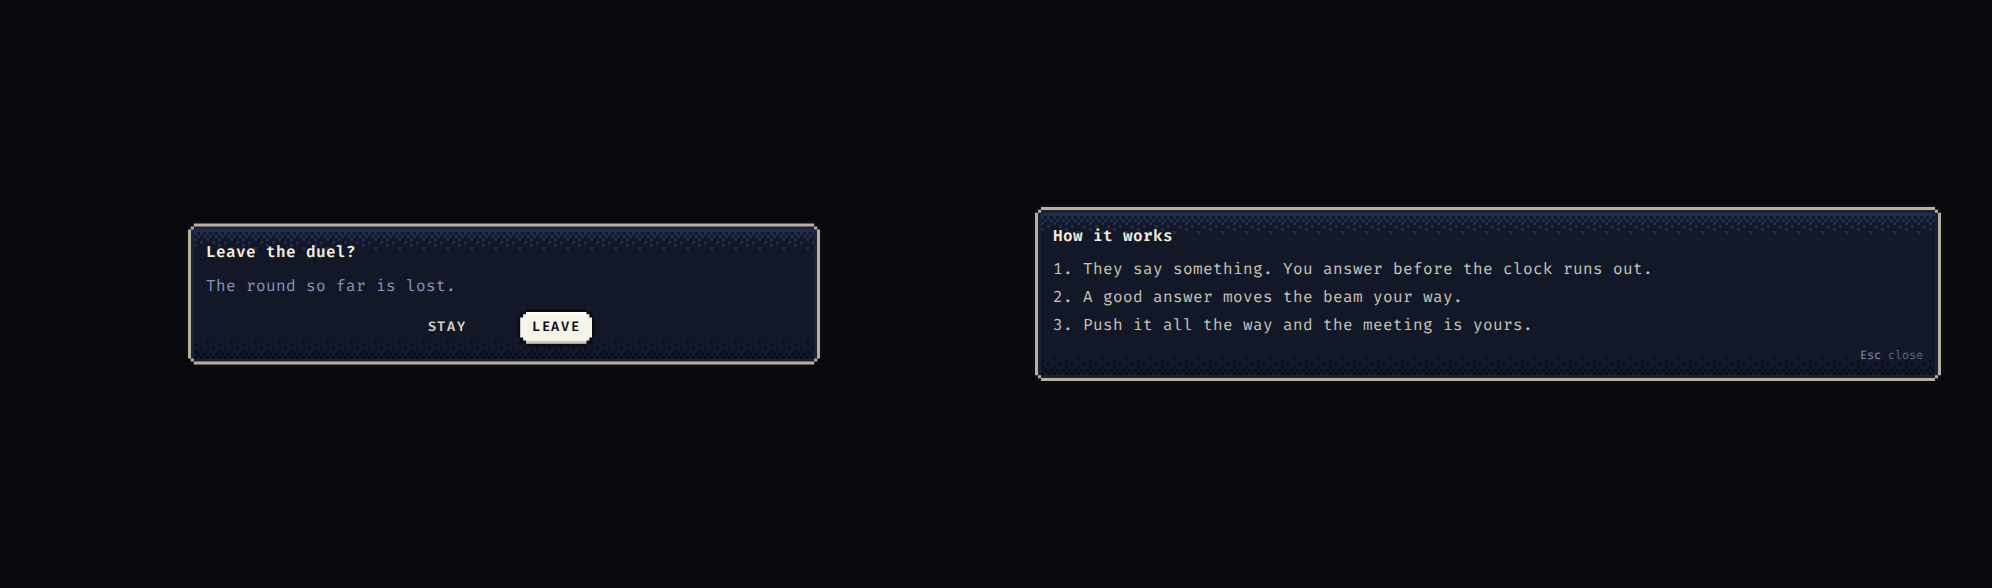 Leave the duel?
The round so far is lost.
STAY LEAVE
How it works
1. They say something. You answer before the clock runs out.
2. A good answer moves the beam your way.
3. Push it all the way and the meeting is yours.
Esc close